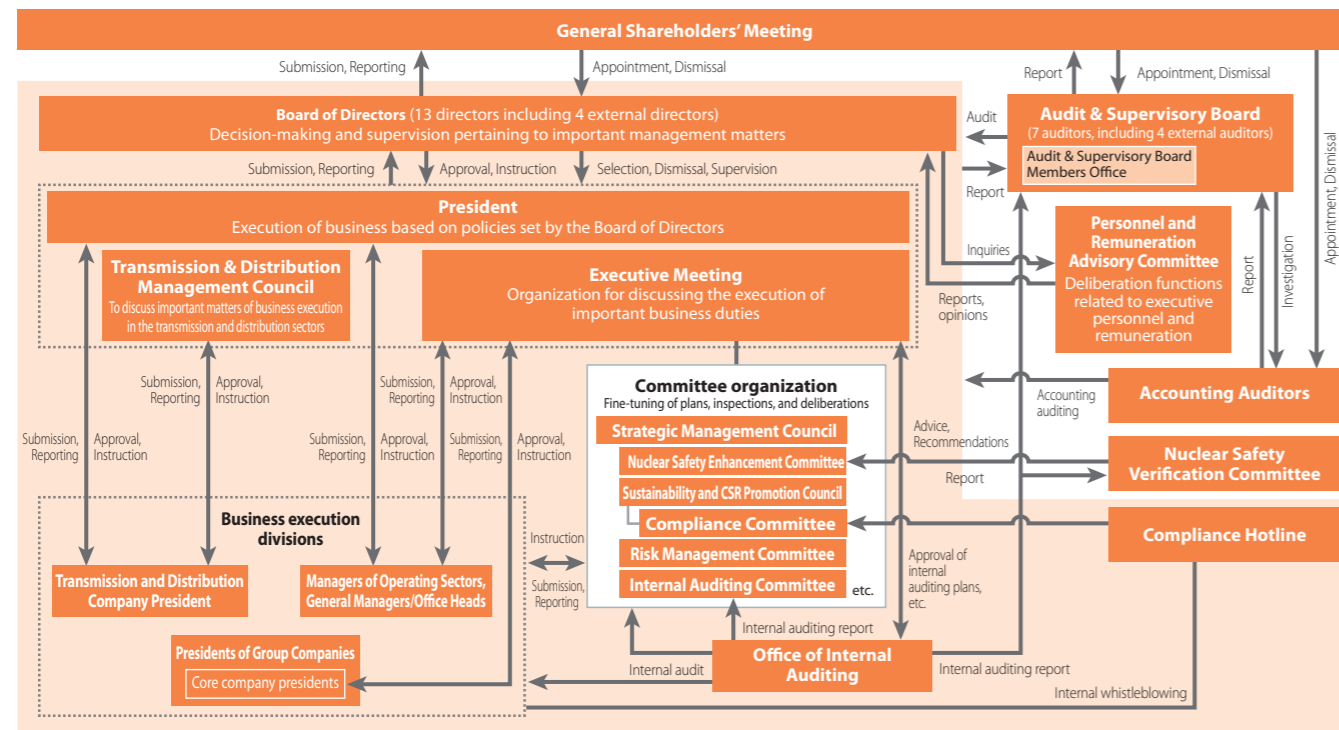 General Shareholders' Meeting
Submission, Reporting
Appointment, Dismissal
Report
Appointment, Dismissal
Board of Directors (13 directors including 4 external directors)
Decision-making and supervision pertaining to important management matters
Audit
Audit & Supervisory Board
(7 auditors, including 4 external auditors)
Audit & Supervisory Board
Members Office
Report
Appointment, Dismissal
Submission, Reporting
Approval, Instruction
Selection, Dismissal, Supervision
President
Execution of business based on policies set by the Board of Directors
Transmission & Distribution
Management Council
To discuss important matters of business execution
in the transmission and distribution sectors
Executive Meeting
Organization for discussing the execution of
important business duties
Inquiries
Reports,
opinions
Personnel and
Remuneration
Advisory Committee
Deliberation functions
related to executive
personnel and
remuneration
Report
Investigation
Submission,
Reporting
Approval,
Instruction
Submission,
Reporting
Approval,
Instruction
Submission,
Reporting
Approval,
Instruction
Submission,
Reporting
Approval,
Instruction
Submission,
Reporting
Approval,
Instruction
Committee organization
Fine-tuning of plans, inspections, and deliberations
Strategic Management Council
Nuclear Safety Enhancement Committee
Sustainability and CSR Promotion Council
Compliance Committee
Risk Management Committee
Internal Auditing Committee
etc.
Accounting
auditing
Accounting Auditors
Advice,
Recommendations
Report
Nuclear Safety
Verification Committee
Compliance Hotline
Business execution
divisions
Instruction
Submission,
Reporting
Transmission and Distribution
Company President
Managers of Operating Sectors,
General Managers/Office Heads
Presidents of Group Companies
Core company presidents
Approval of
internal
auditing plans,
etc.
Internal auditing report
Internal audit
Office of Internal
Auditing
Internal auditing report
Internal whistleblowing